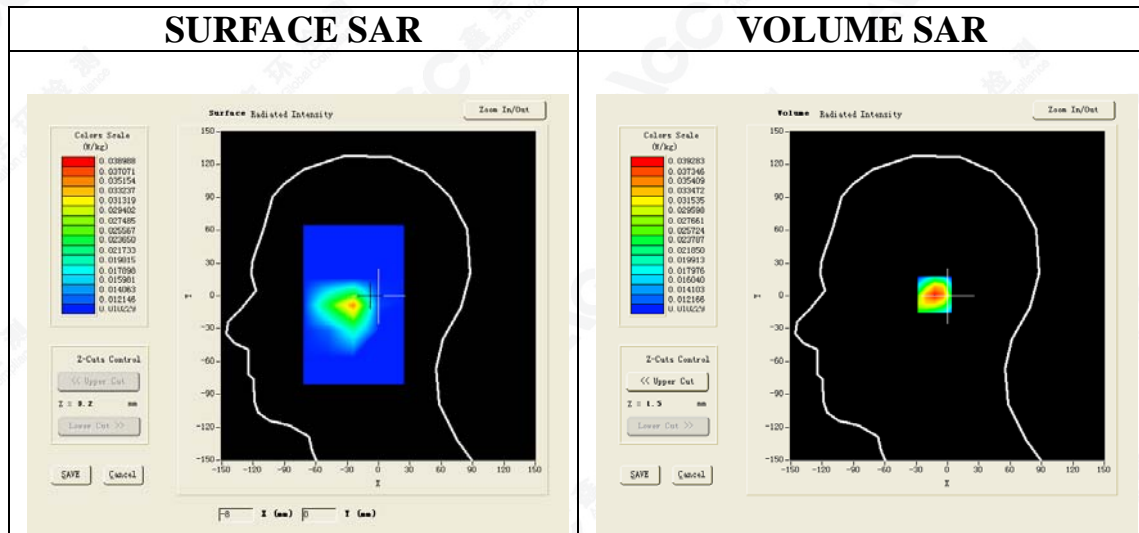 SURFACE SAR
VOLUME SAR
Surface Radiated Intensity
Zoom In/Out
Colors Scale
(W/kg)
0.038988
0.037071
0.035154
0.033237
0.031319
0.029402
0.027485
0.025567
0.023650
0.021733
0.019815
0.017898
0.015981
0.014063
0.012146
0.010229
150
120
90
60
30
0
-30
-60
-90
-120
-150
Y
-150 -120 -90 -60 -30 0 30 60 90 120 150
X
Z-Cuts Control
<< Upper Cut
Lower Cut >>
SAVE Cancel
-8 X (mm) 0 Y (mm)
Volume Radiated Intensity
Zoom In/Out
Colors Scale
(W/kg)
0.039283
0.037346
0.035409
0.033472
0.031535
0.029598
0.027661
0.025724
0.023787
0.021850
0.019913
0.017976
0.016040
0.014103
0.012166
0.010229
150
120
90
60
30
0
-30
-60
-90
-120
-150
Y
-150 -120 -90 -60 -30 0 30 60 90 120 150
X
Z-Cuts Control
<< Upper Cut
Z = 1.5 mm
Lower Cut >>
SAVE Cancel